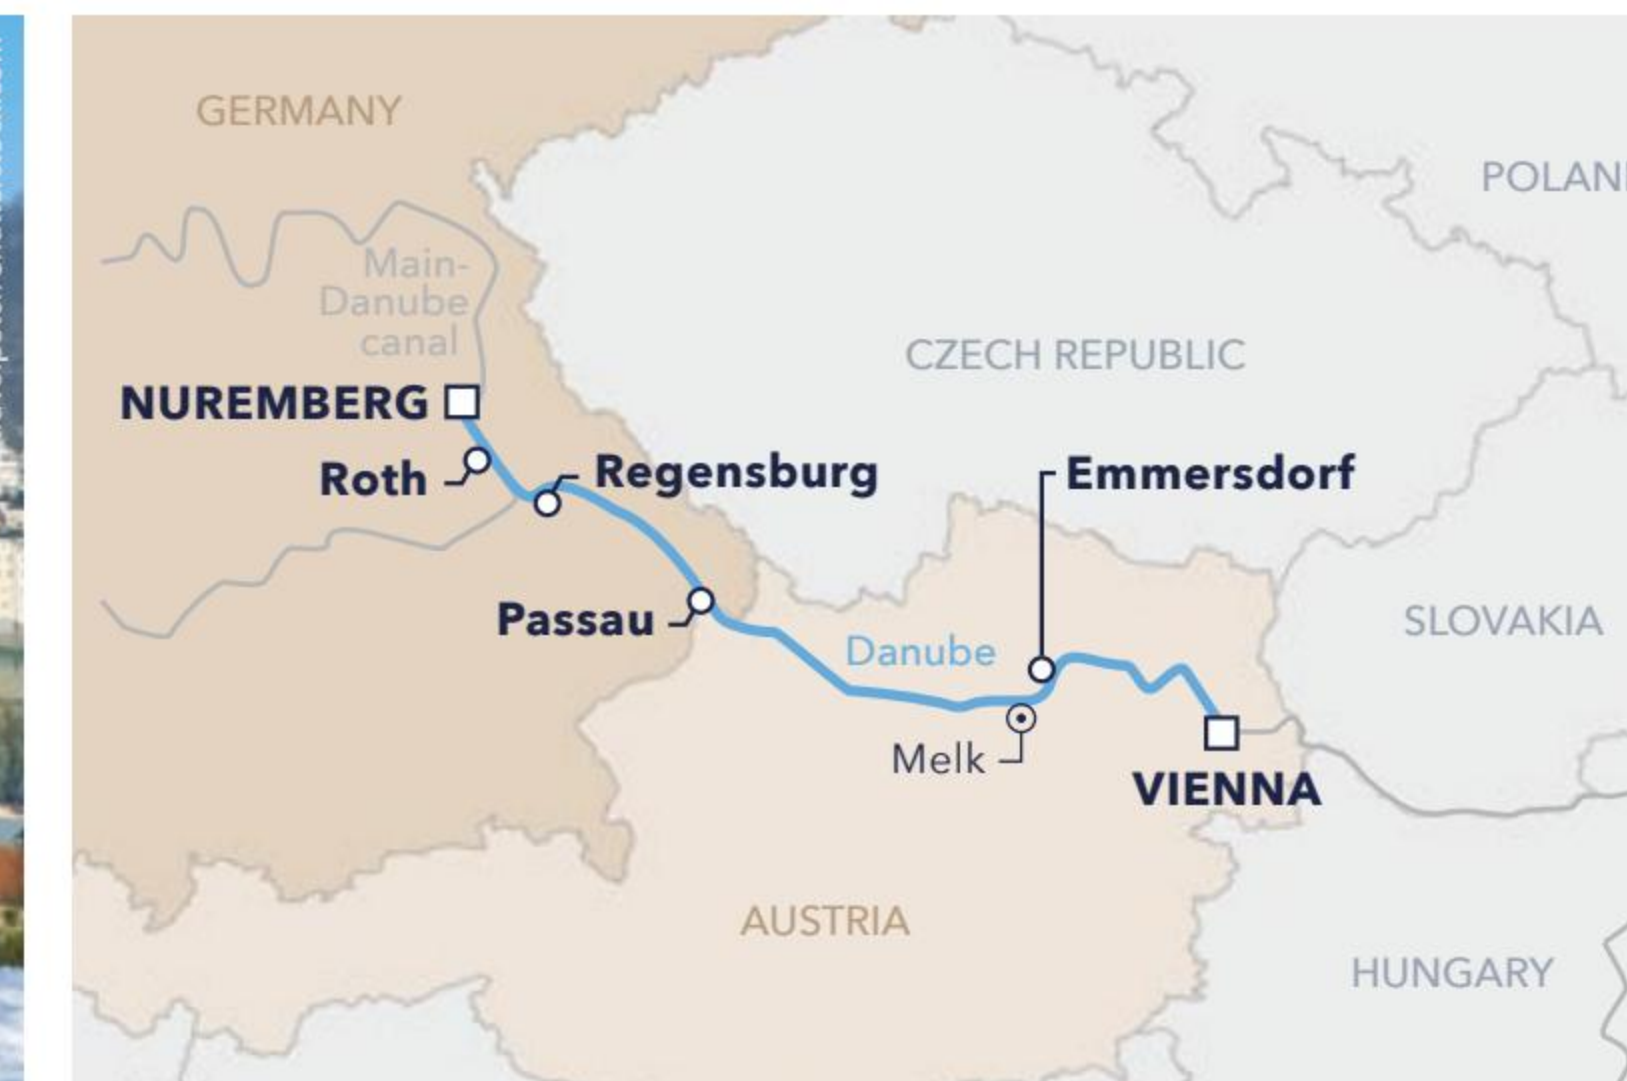 GERMANY
POLAN
Main-
Danube
canal
CZECH REPUBLIC
NUREMBERG
Roth
Regensburg
Emmersdorf
Passau
Danube
SLOVAKIA
Melk
VIENNA
AUSTRIA
HUNGARY